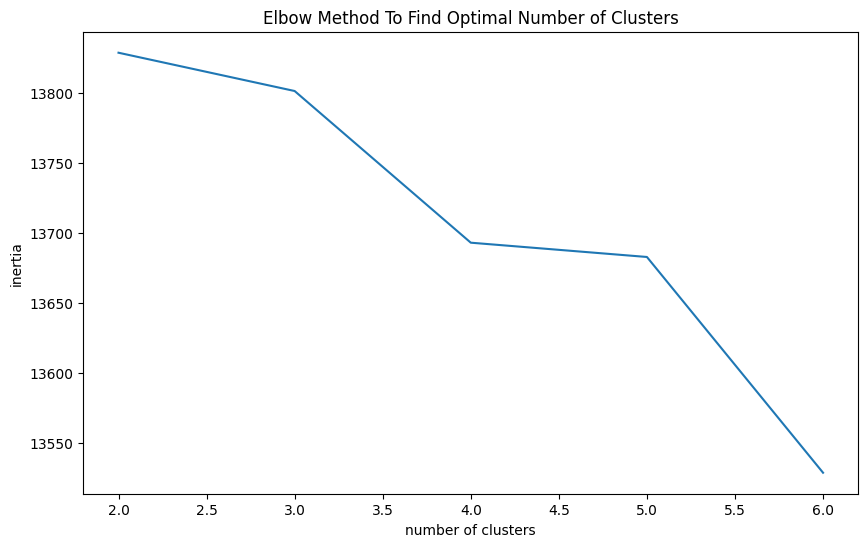 Elbow Method To Find Optimal Number of Clusters
13800
13750
13700
13650
13600
13550
inertia
2.0 2.5 3.0 3.5 4.0 4.5 5.0 5.5 6.0
number of clusters